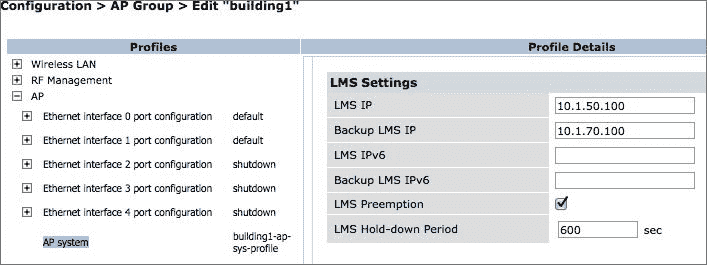 Configuration > AP Group > Edit "building1"
Profiles
Profile Details
Wireless LAN
RF Management
AP
Ethernet interface 0 port configuration default
Ethernet interface 1 port configuration default
Ethernet interface 2 port configuration shutdown
Ethernet interface 3 port configuration shutdown
Ethernet interface 4 port configuration shutdown
AP system building1-ap-
sys-profile
LMS Settings
LMS IP 10.1.50.100
Backup LMS IP 10.1.70.100
LMS IPv6
Backup LMS IPv6
LMS Preemption
LMS Hold-down Period 600 sec